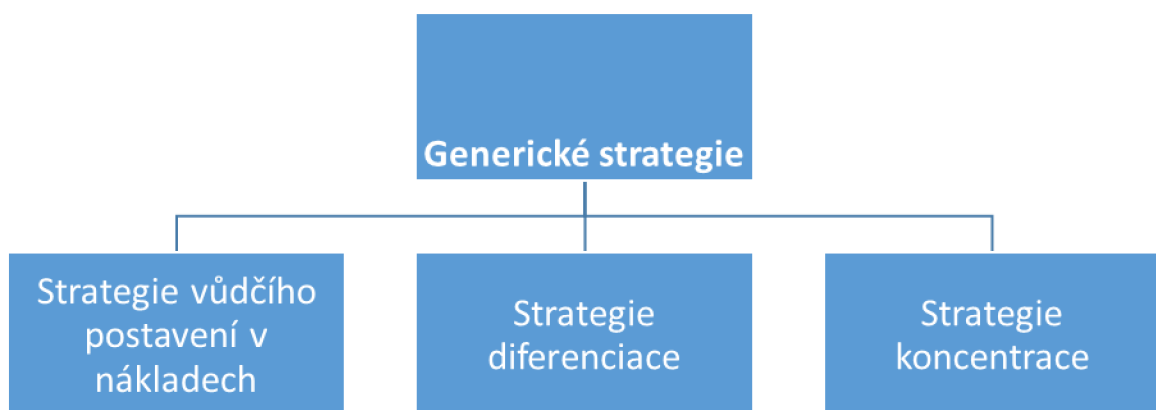 Generické strategie
Strategie vůdčího
postavení v
nákladech
Strategie
diferenciace
Strategie
koncentrace